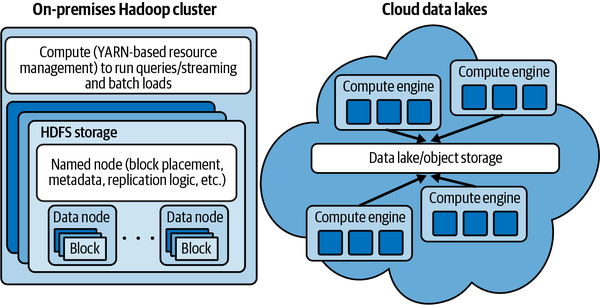 On-premises Hadoop cluster
Compute (YARN-based resource
management) to run queries/streaming
and batch loads
HDFS storage
Named node (block placement,
metadata, replication logic, etc.)
Data node
Block
. . .
Data node
Block
Cloud data lakes
Compute engine
Compute engine
Data lake/object storage
Compute engine
Compute engine